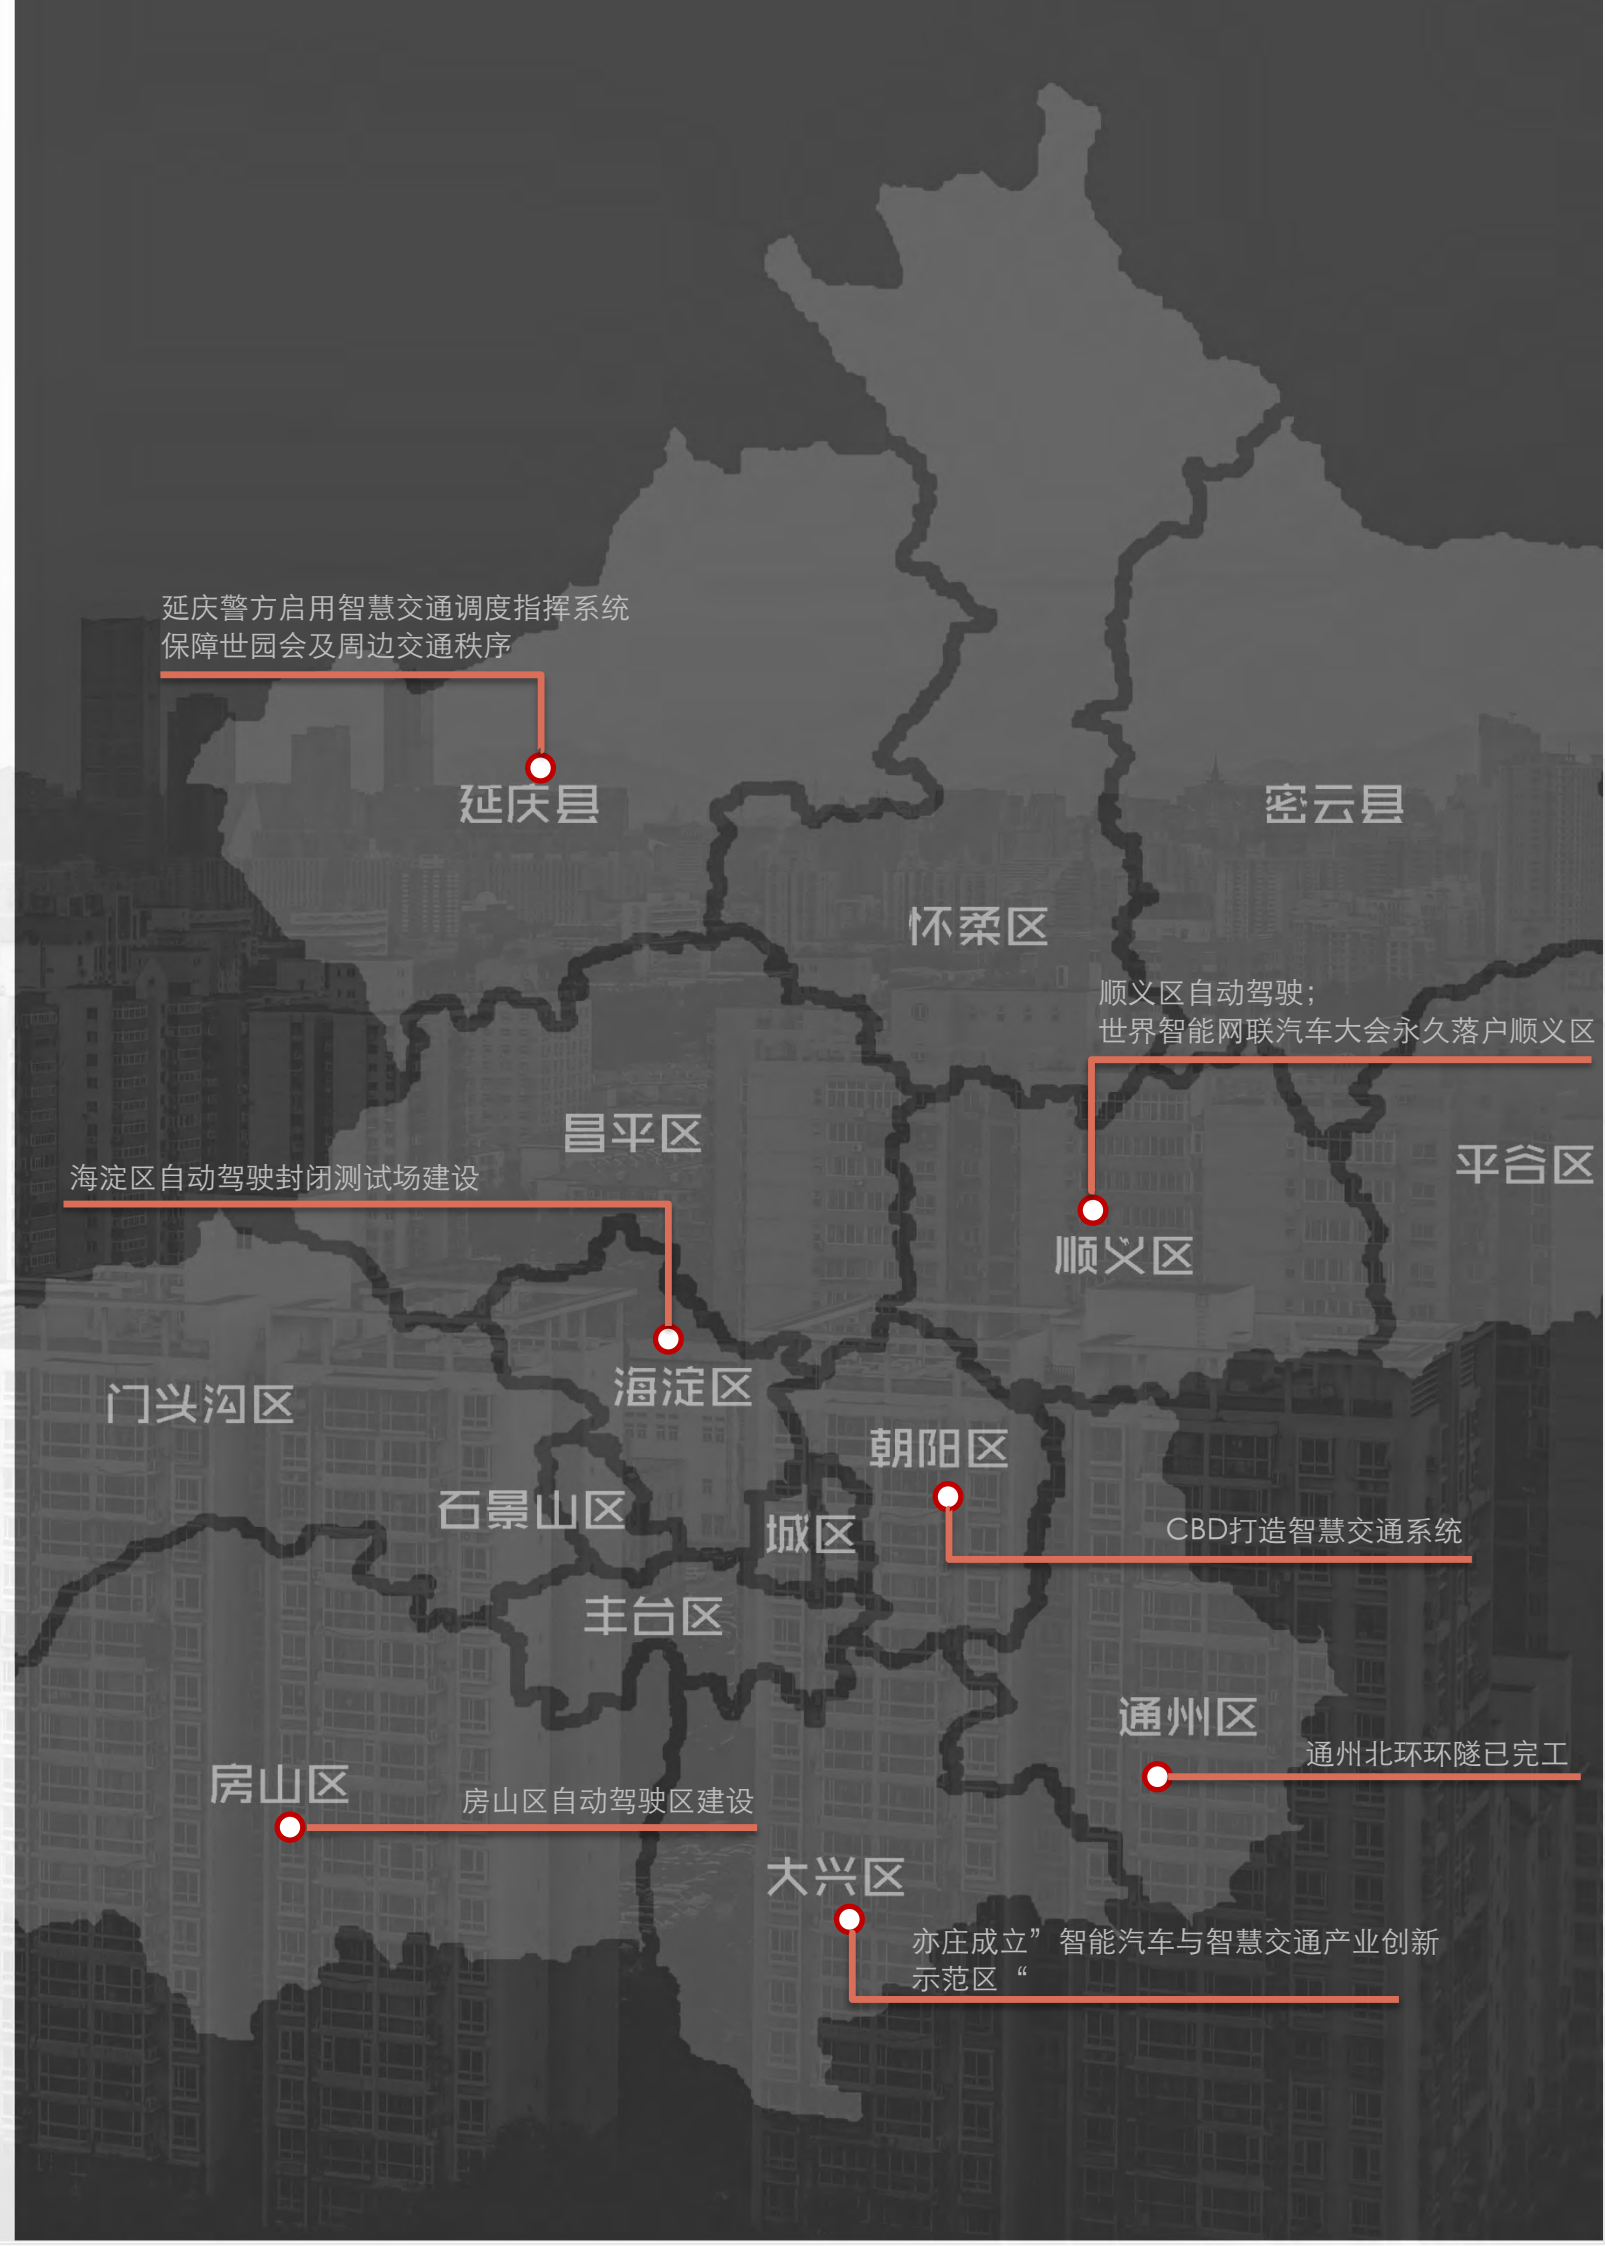 延庆警方启用智慧交通调度指挥系统
保障世园会及周边交通秩序
延庆县
密云县
怀柔区
顺义区自动驾驶；
世界智能网联汽车大会永久落户顺义区
昌平区
平谷区
海淀区自动驾驶封闭测试场建设
顺义区
海淀区
门头沟区
朝阳区
石景山区
城区
CBD打造智慧交通系统
丰台区
通州区
通州北环环隧已完工
房山区
房山区自动驾驶区建设
大兴区
亦庄成立”智能汽车与智慧交通产业创新
示范区“